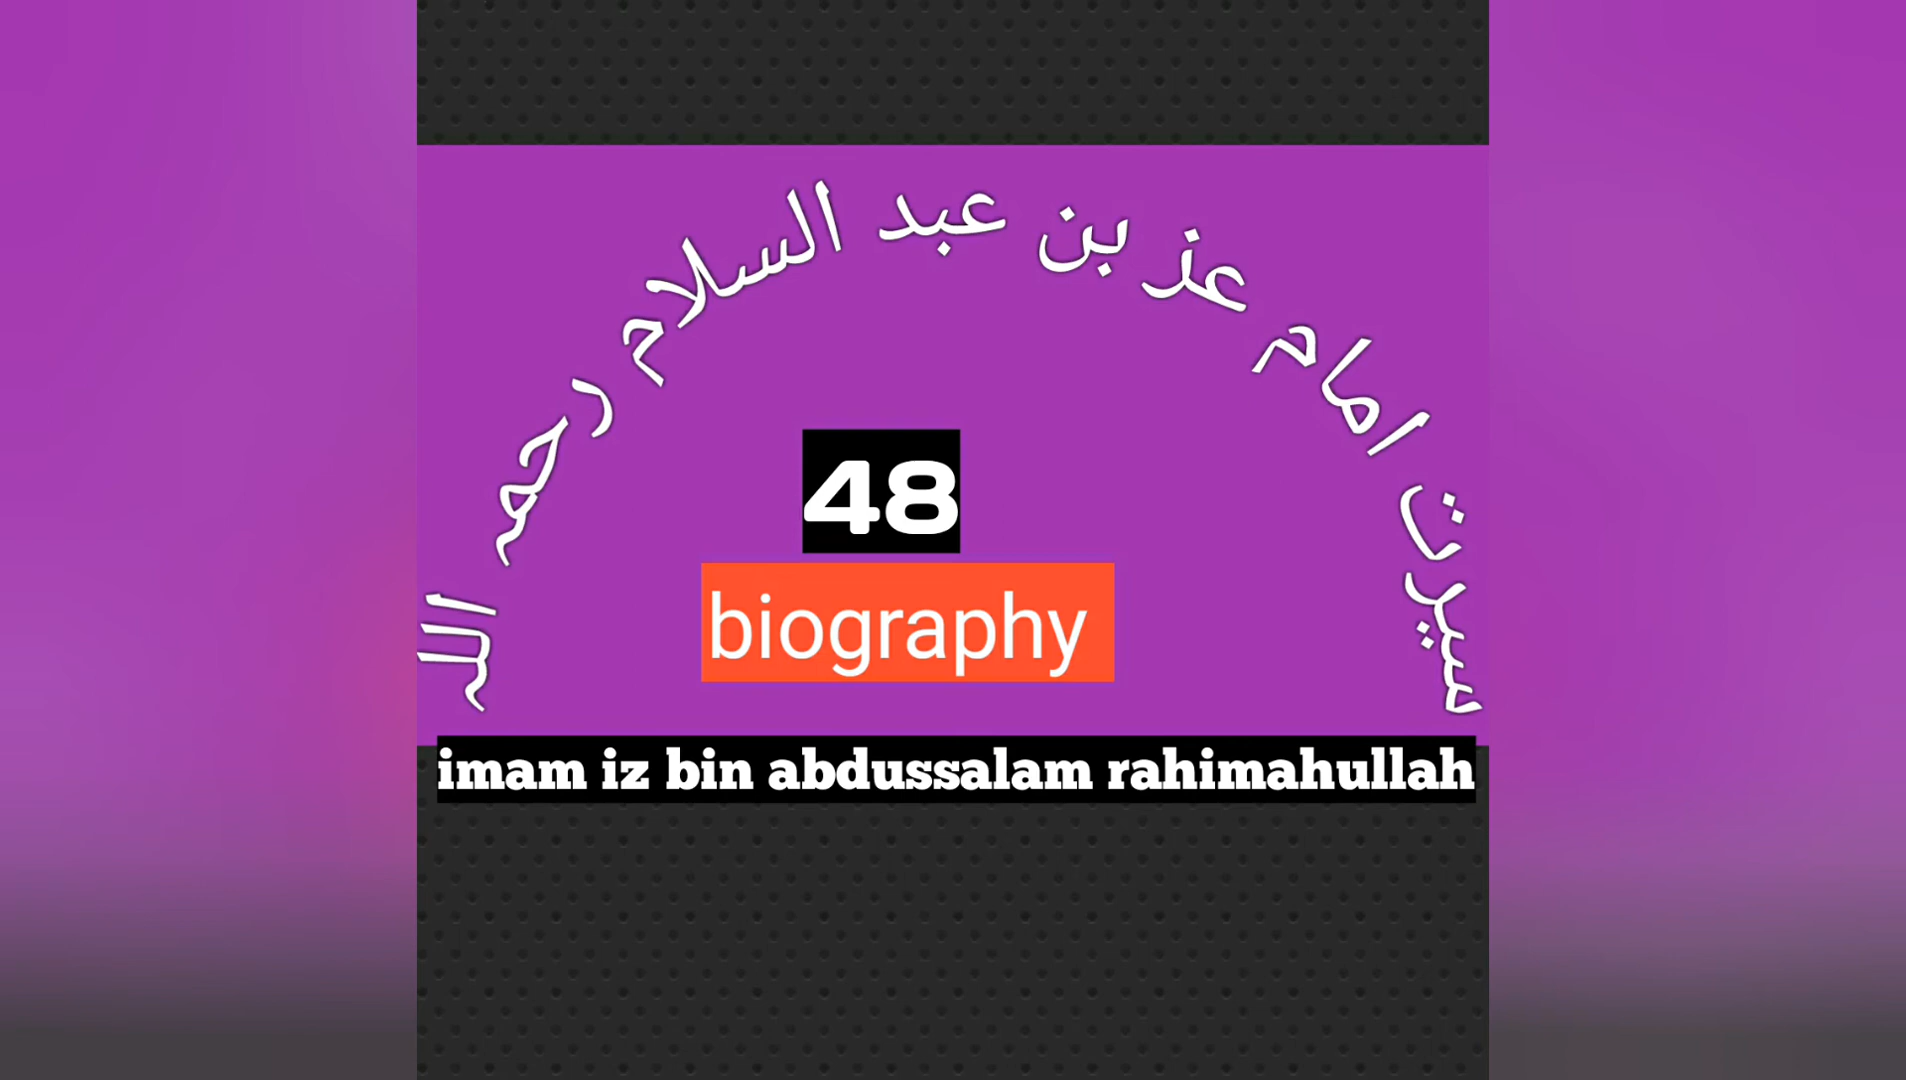 سیرت امام عز بن عبد السلام رحمہ اللہ
48
biography
imam iz bin abdussalam rahimahullah